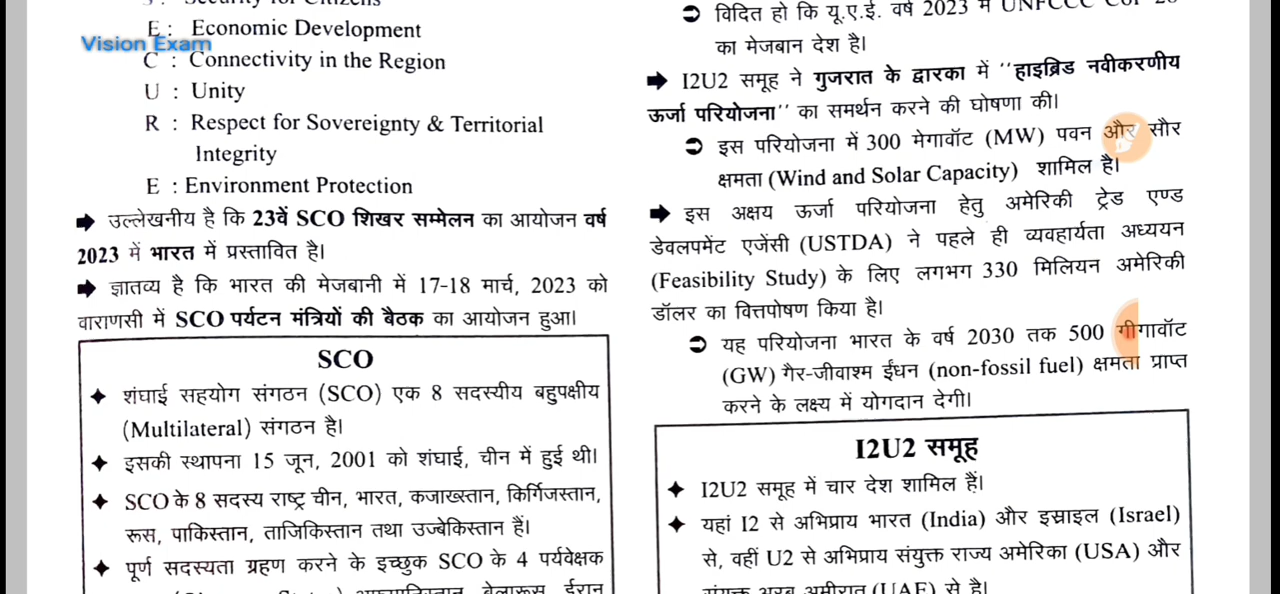 S : Security for Citizens
E : Economic Development
Vision Exam
C : Connectivity in the Region
U : Unity
R : Respect for Sovereignty & Territorial
Integrity
E : Environment Protection
➡ उल्लेखनीय है कि 23वें SCO शिखर सम्मेलन का आयोजन वर्ष
2023 में भारत में प्रस्तावित है।
➡ ज्ञातव्य है कि भारत की मेजबानी में 17-18 मार्च, 2023 को
वाराणसी में SCO पर्यटन मंत्रियों की बैठक का आयोजन हुआ।
SCO
✦ शंघाई सहयोग संगठन (SCO) एक 8 सदस्यीय बहुपक्षीय
(Multilateral) संगठन है।
✦ इसकी स्थापना 15 जून, 2001 को शंघाई, चीन में हुई थी।
✦ SCO के 8 सदस्य राष्ट्र चीन, भारत, कजाख्स्तान, किर्गिजस्तान,
रूस, पाकिस्तान, ताजिकिस्तान तथा उज्बेकिस्तान हैं।
✦ पूर्ण सदस्यता ग्रहण करने के इच्छुक SCO के 4 पर्यवेक्षक
बेलारूस, ईरान
➲ विदित हो कि यू.ए.ई. वर्ष 2023 में UNFCCC
का मेजबान देश है।
➡ I2U2 समूह ने गुजरात के द्वारका में ''हाइब्रिड नवीकरणीय
ऊर्जा परियोजना'' का समर्थन करने की घोषणा की।
➲ इस परियोजना में 300 मेगावॉट (MW) पवन और सौर
क्षमता (Wind and Solar Capacity) शामिल है।
➡ इस अक्षय ऊर्जा परियोजना हेतु अमेरिकी ट्रेड एण्ड
डेवलपमेंट एजेंसी (USTDA) ने पहले ही व्यवहार्यता अध्ययन
(Feasibility Study) के लिए लगभग 330 मिलियन अमेरिकी
डॉलर का वित्तपोषण किया है।
➲ यह परियोजना भारत के वर्ष 2030 तक 500 गीगावॉट
(GW) गैर-जीवाश्म ईंधन (non-fossil fuel) क्षमता प्राप्त
करने के लक्ष्य में योगदान देगी।
I2U2 समूह
✦ I2U2 समूह में चार देश शामिल हैं।
✦ यहां I2 से अभिप्राय भारत (India) और इस्राइल (Israel)
से, वहीं U2 से अभिप्राय संयुक्त राज्य अमेरिका (USA) और
संयुक्त अरब अमीरात (UAE) से है।